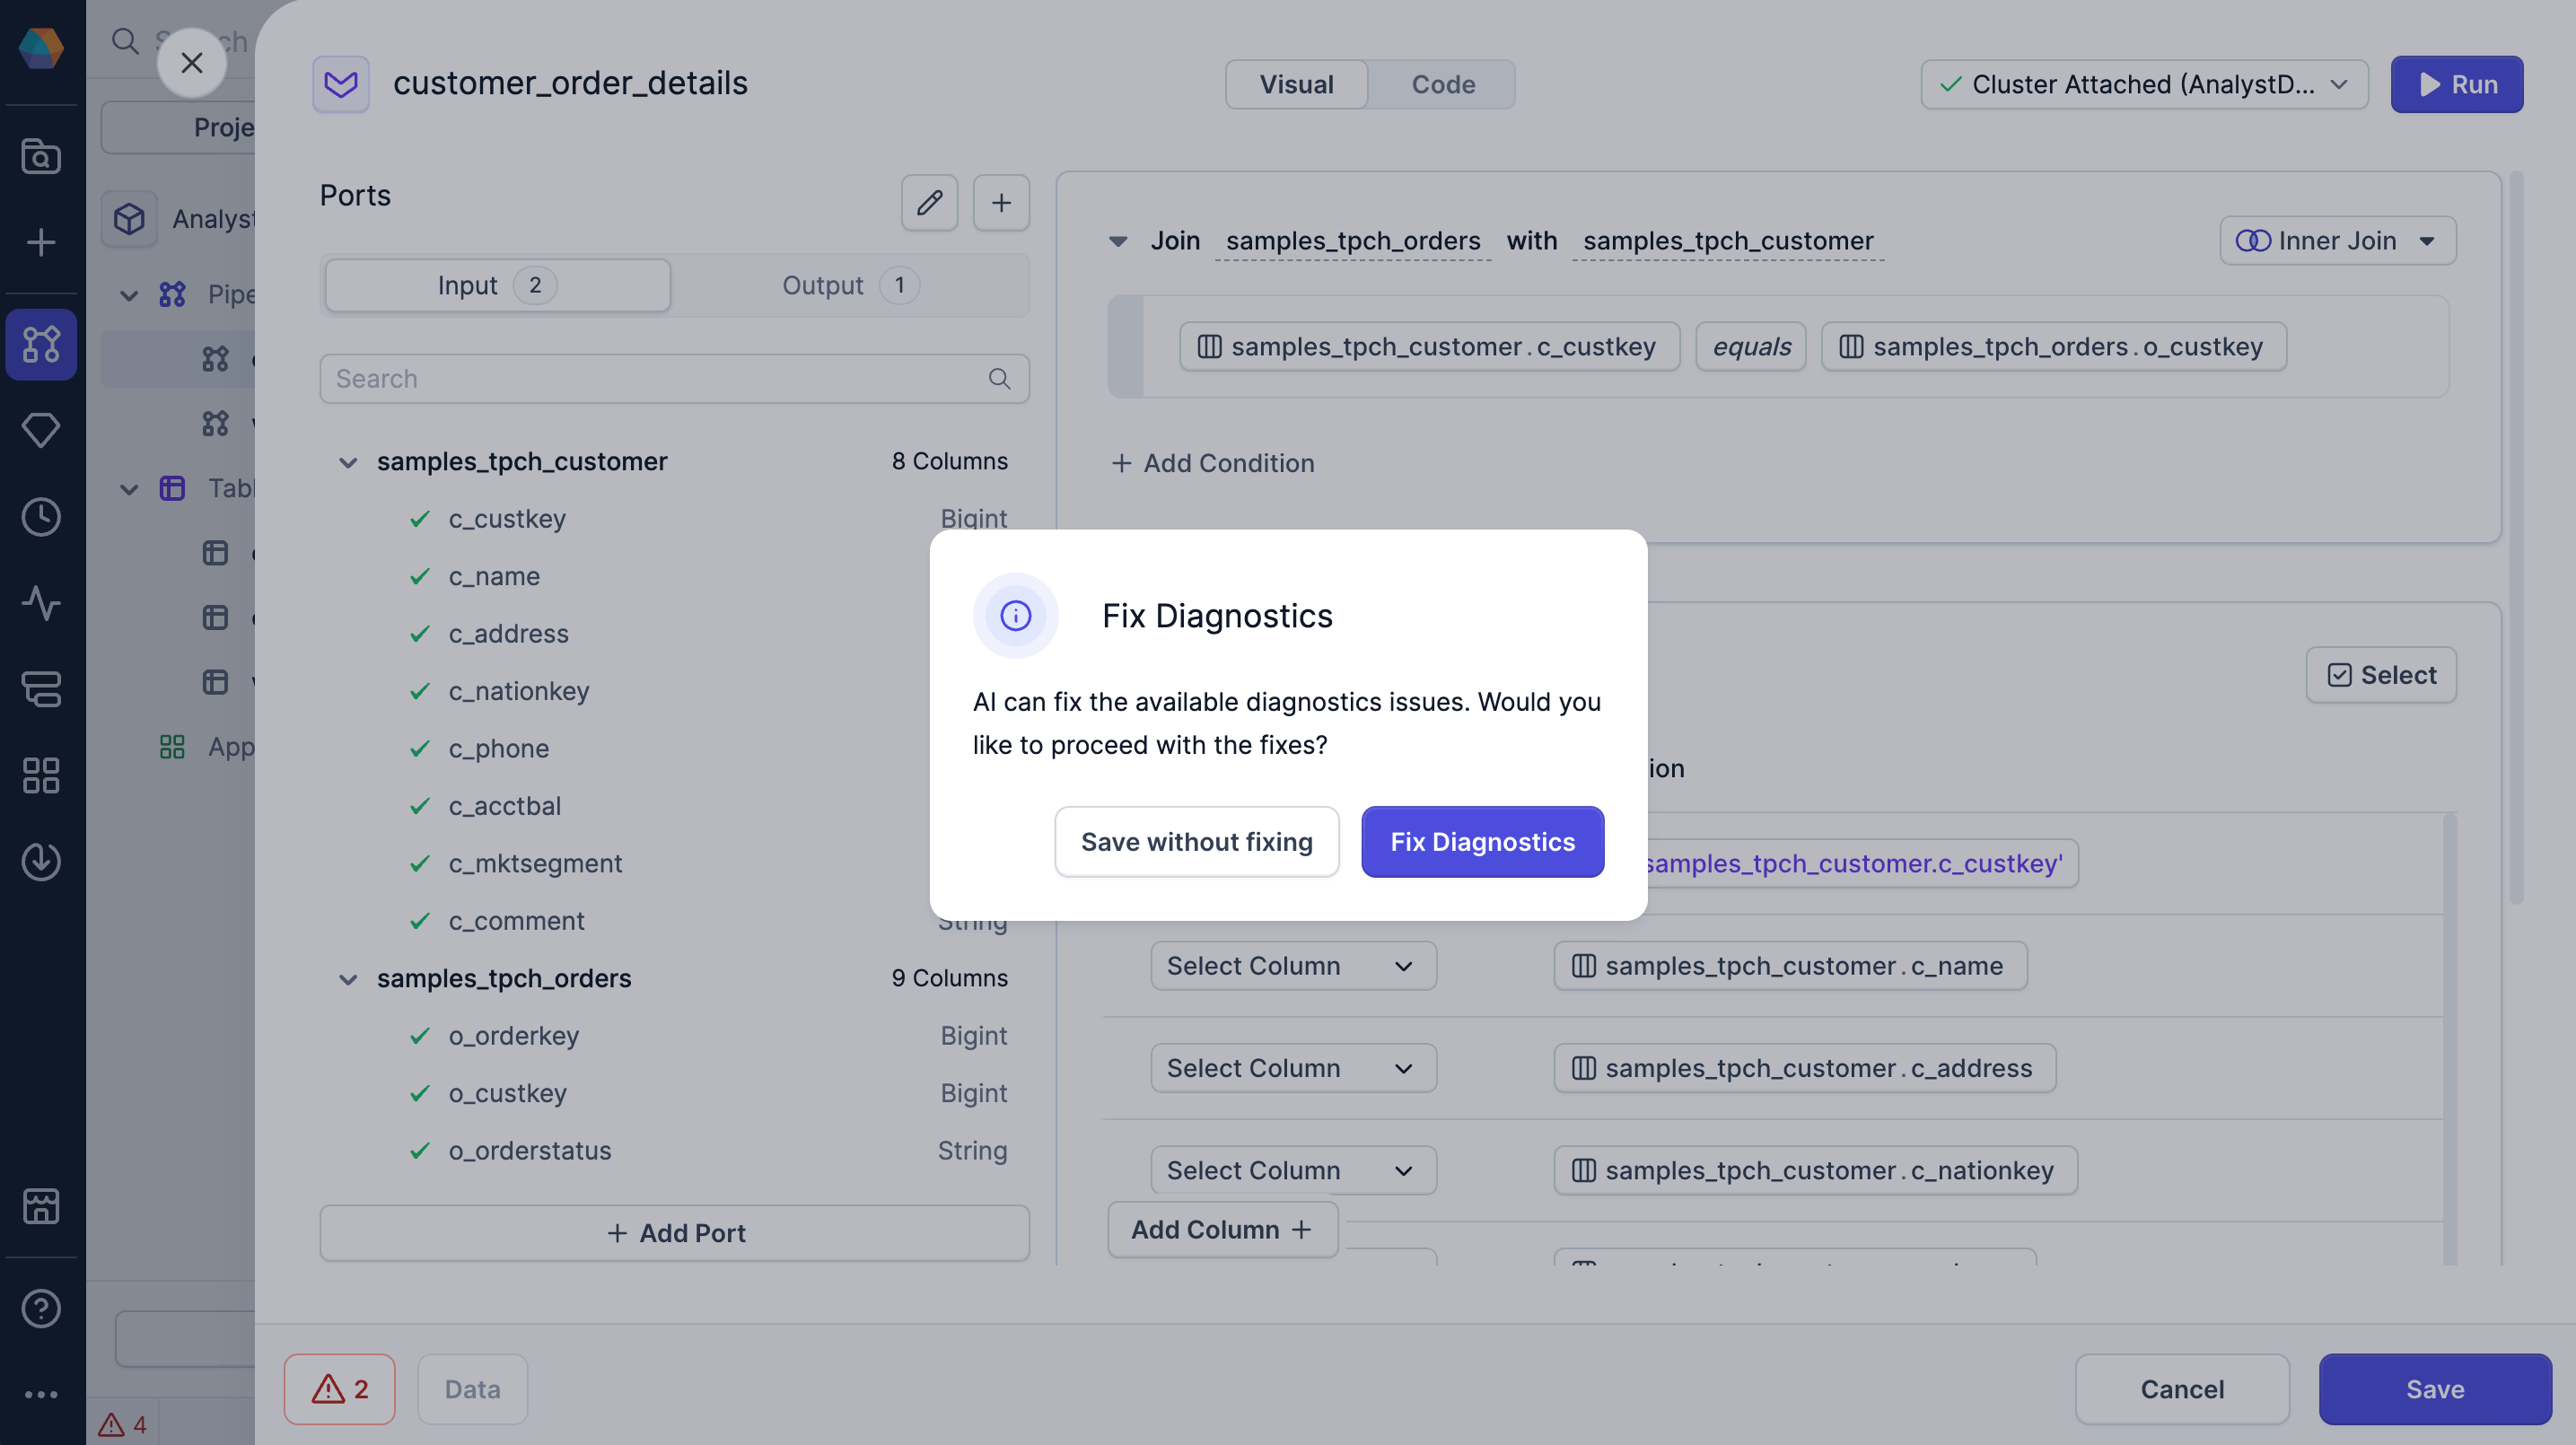 Search
customer_order_details
Visual
Code
Cluster Attached (AnalystD...
Run
Proje
Analyst
Pipe
Tabl
App
4
Ports
Input 2
Output 1
Search
samples_tpch_customer 8 Columns
c_custkey Bigint
c_name
c_address
c_nationkey
c_phone
c_acctbal
c_mktsegment
c_comment String
samples_tpch_orders 9 Columns
o_orderkey Bigint
o_custkey Bigint
o_orderstatus String
+ Add Port
Join samples_tpch_orders with samples_tpch_customer
Inner Join
samples_tpch_customer.c_custkey equals samples_tpch_orders.o_custkey
+ Add Condition
Select
ion
samples_tpch_customer.c_custkey'
Select Column samples_tpch_customer.c_name
Select Column samples_tpch_customer.c_address
Select Column samples_tpch_customer.c_nationkey
Add Column +
Fix Diagnostics
AI can fix the available diagnostics issues. Would you
like to proceed with the fixes?
Save without fixing
Fix Diagnostics
2
Data
Cancel
Save